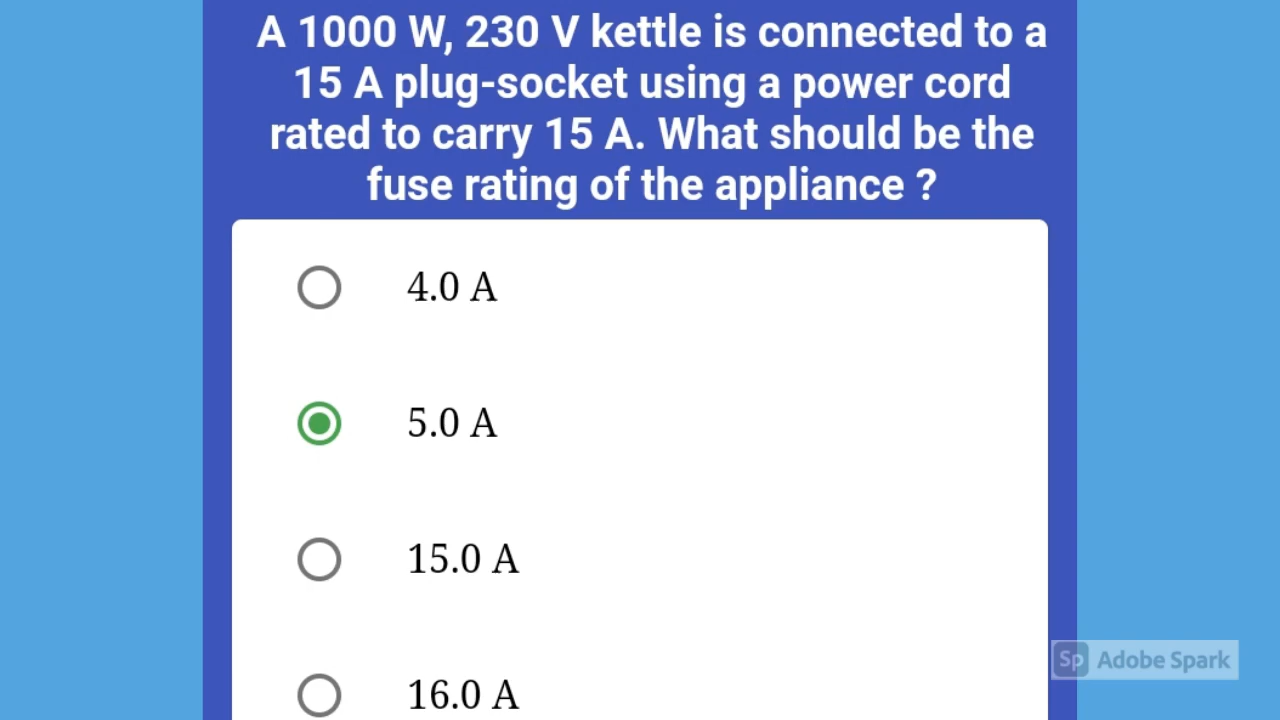 A 1000 W, 230 V kettle is connected to a
15 A plug-socket using a power cord
rated to carry 15 A. What should be the
fuse rating of the appliance ?
4.0 A
5.0 A
15.0 A
16.0 A
Sp Adobe Spark